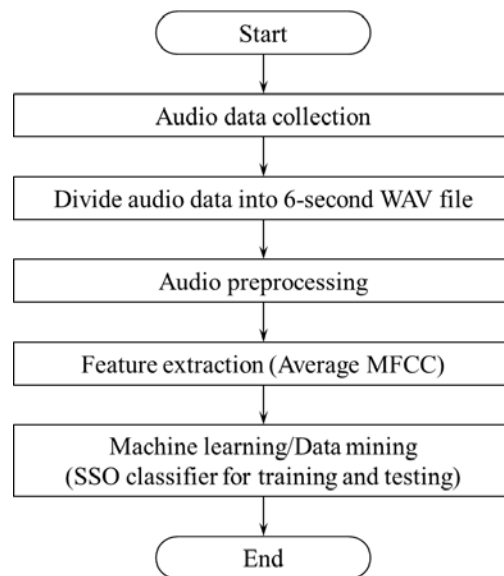 Start
Audio data collection
Divide audio data into 6-second WAV file
Audio preprocessing
Feature extraction (Average MFCC)
Machine learning/Data mining
(SSO classifier for training and testing)
End